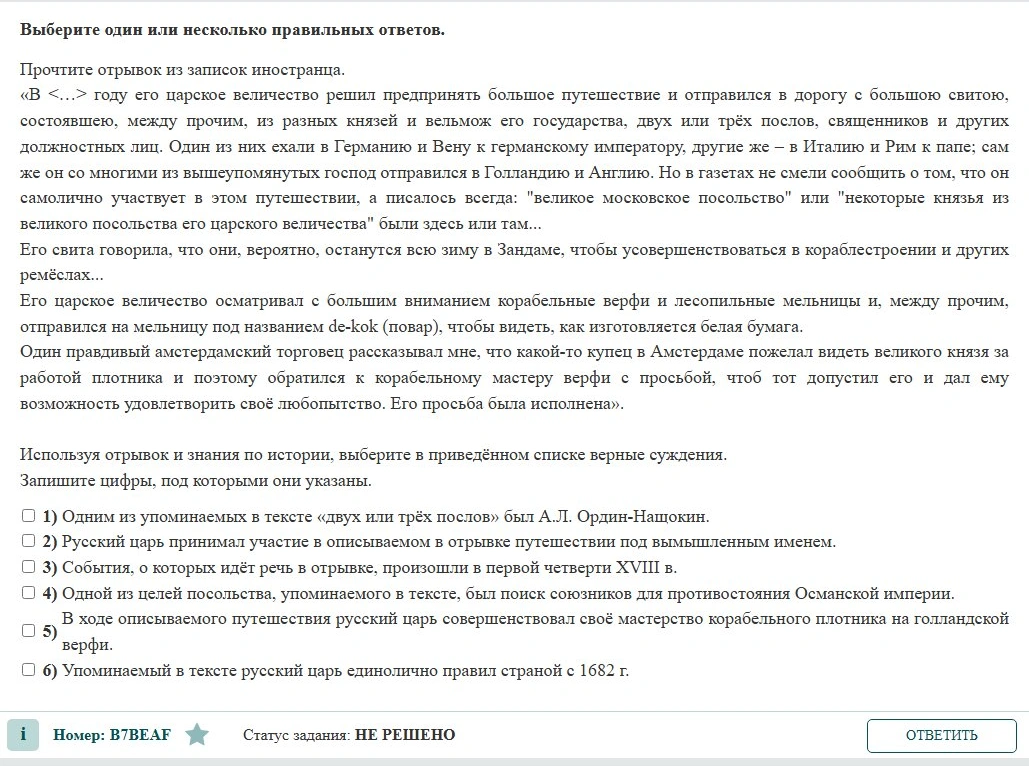 Выберите один или несколько правильных ответов.
Прочтите отрывок из записок иностранца.
«В <...> году его царское величество решил предпринять большое путешествие и отправился в дорогу с большою свитою,
состоявшею, между прочим, из разных князей и вельмож его государства, двух или трёх послов, священников и других
должностных лиц. Один из них ехали в Германию и Вену к германскому императору, другие же – в Италию и Рим к папе; сам
же он со многими из вышеупомянутых господ отправился в Голландию и Англию. Но в газетах не смели сообщить о том, что он
самолично участвует в этом путешествии, а писалось всегда: "великое московское посольство" или "некоторые князья из
великого посольства его царского величества" были здесь или там...
Его свита говорила, что они, вероятно, останутся всю зиму в Зандаме, чтобы усовершенствоваться в кораблестроении и других
ремёслах...
Его царское величество осматривал с большим вниманием корабельные верфи и лесопильные мельницы и, между прочим,
отправился на мельницу под названием de-kok (повар), чтобы видеть, как изготовляется белая бумага.
Один правдивый амстердамский торговец рассказывал мне, что какой-то купец в Амстердаме пожелал видеть великого князя за
работой плотника и поэтому обратился к корабельному мастеру верфи с просьбой, чтоб тот допустил его и дал ему
возможность удовлетворить своё любопытство. Его просьба была исполнена».
Используя отрывок и знания по истории, выберите в приведённом списке верные суждения.
Запишите цифры, под которыми они указаны.
1) Одним из упоминаемых в тексте «двух или трёх послов» был А.Л. Ордин-Нащокин.
2) Русский царь принимал участие в описываемом в отрывке путешествии под вымышленным именем.
3) События, о которых идёт речь в отрывке, произошли в первой четверти XVIII в.
4) Одной из целей посольства, упоминаемого в тексте, был поиск союзников для противостояния Османской империи.
5) В ходе описываемого путешествия русский царь совершенствовал своё мастерство корабельного плотника на голландской
верфи.
6) Упоминаемый в тексте русский царь единолично правил страной с 1682 г.
i Номер: B7BEAF Статус задания: НЕ РЕШЕНО ОТВЕТИТЬ